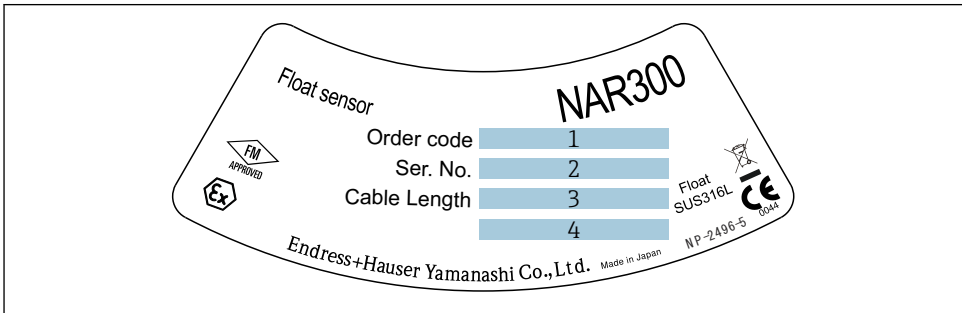 Float sensor
NAR300
Order code 1
Ser. No. 2
FM
APPROVED
Cable Length 3
Ex
Float
SUS316L
CE
0044
4
NP-2496-5
Endress+Hauser Yamanashi Co.,Ltd. Made in Japan